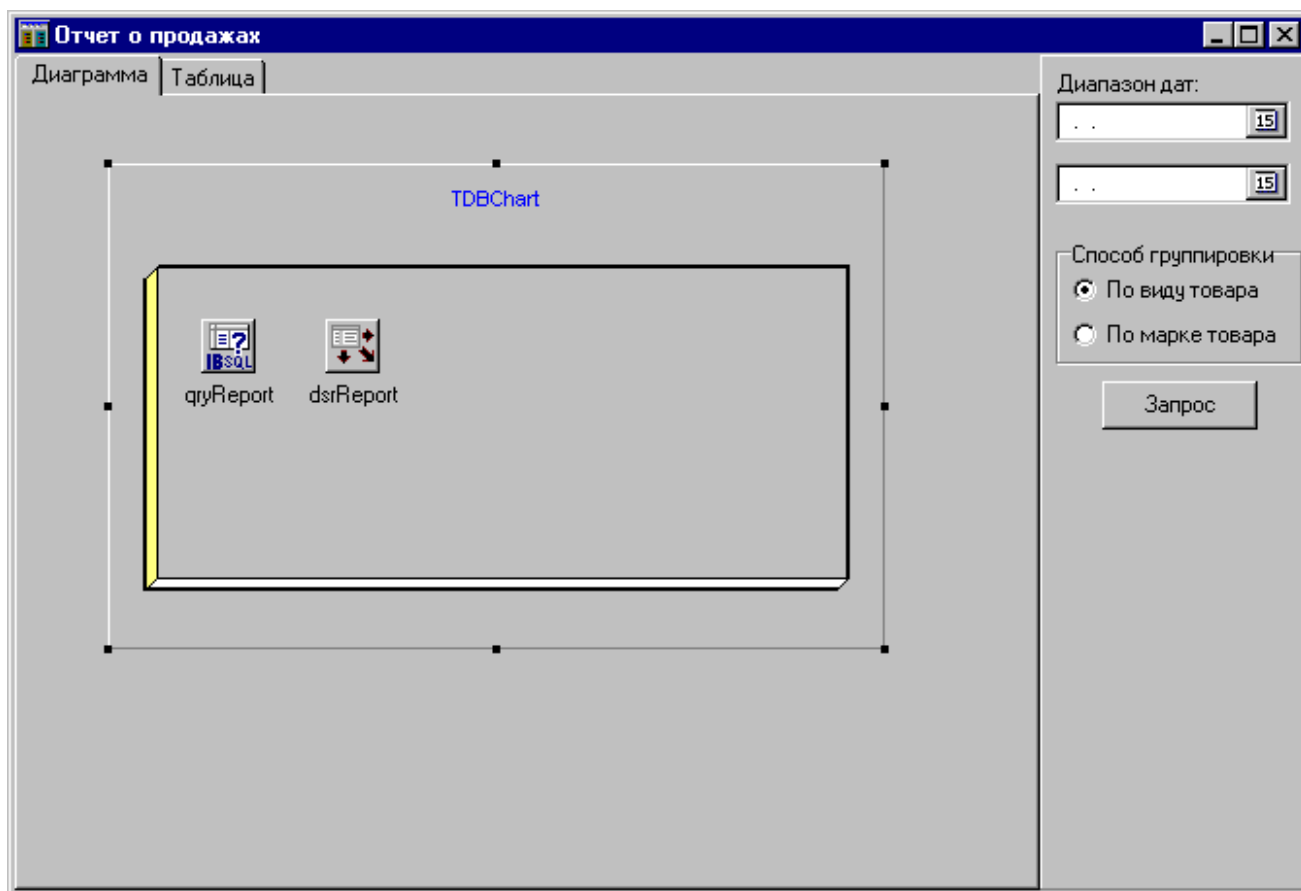 Отчет о продажах
Диаграмма Таблица
Диапазон дат:
. . 15
. . 15
TDBChart
Способ группировки
По виду товара
По марке товара
IBSQL
qryReport dsrReport
Запрос